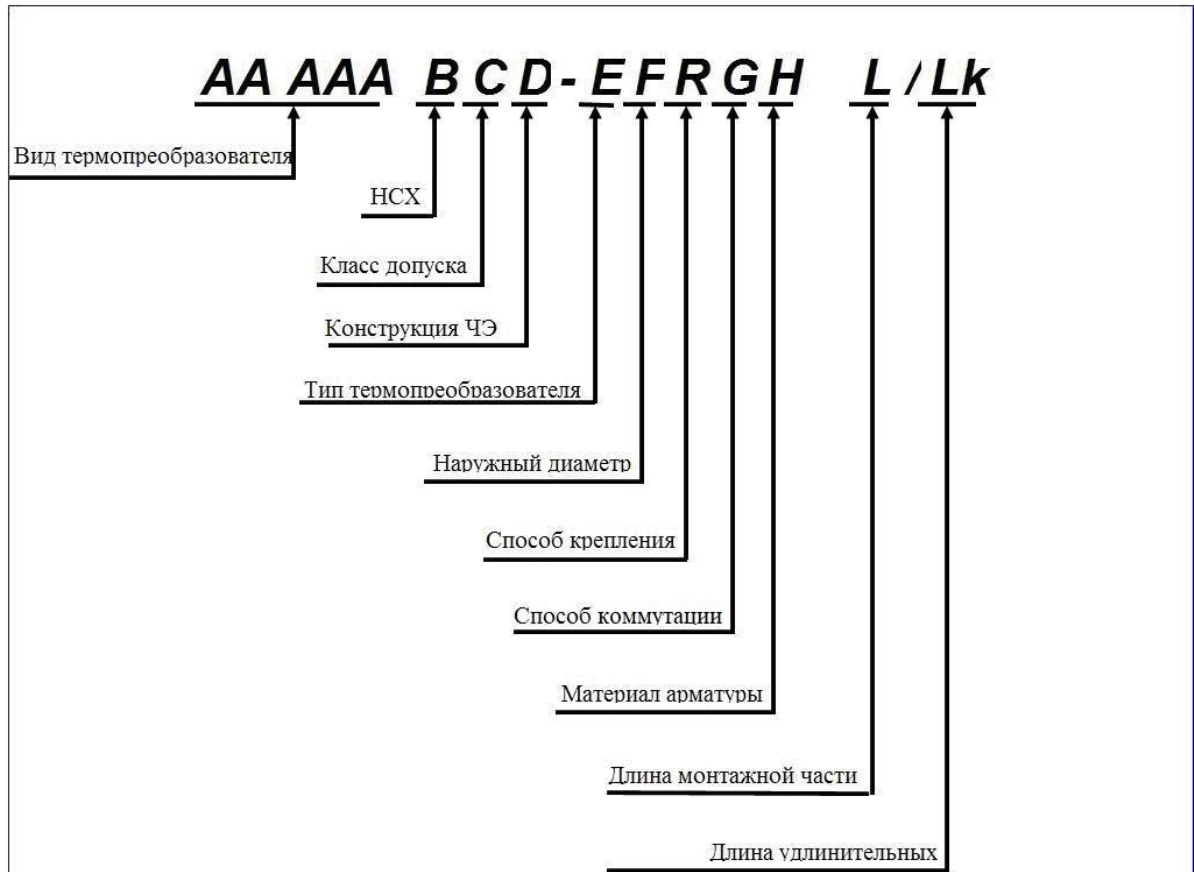 AA AAA B C D - E F R G H L / Lk
Вид термопреобразователя
НСХ
Класс допуска
Конструкция ЧЭ
Тип термопреобразователя
Наружный диаметр
Способ крепления
Способ коммутации
Материал арматуры
Длина монтажной части
Длина удлинительных